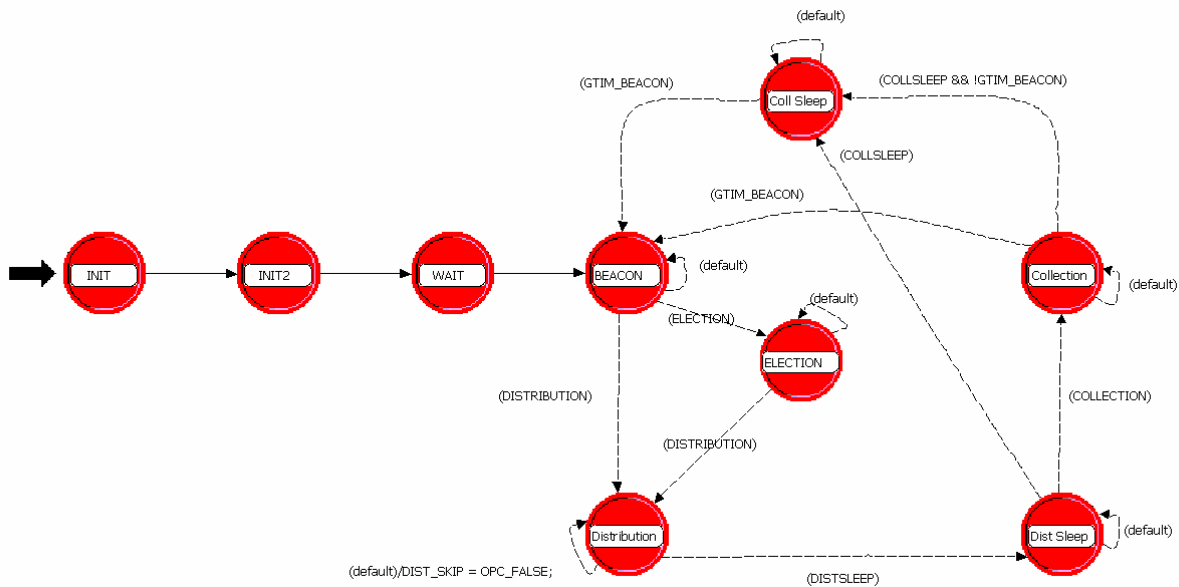 (default)
(GTIM_BEACON)
(COLLSLEEP && !GTIM_BEACON)
Coll Sleep
(COLLSLEEP)
(GTIM_BEACON)
INIT
INIT2
WAIT
BEACON
(default)
Collection
(default)
(default)
(ELECTION)
ELECTION
(DISTRIBUTION)
(COLLECTION)
(DISTRIBUTION)
Distribution
Dist Sleep
(default)
(default)/DIST_SKIP = OPC_FALSE;
(DISTSLEEP)